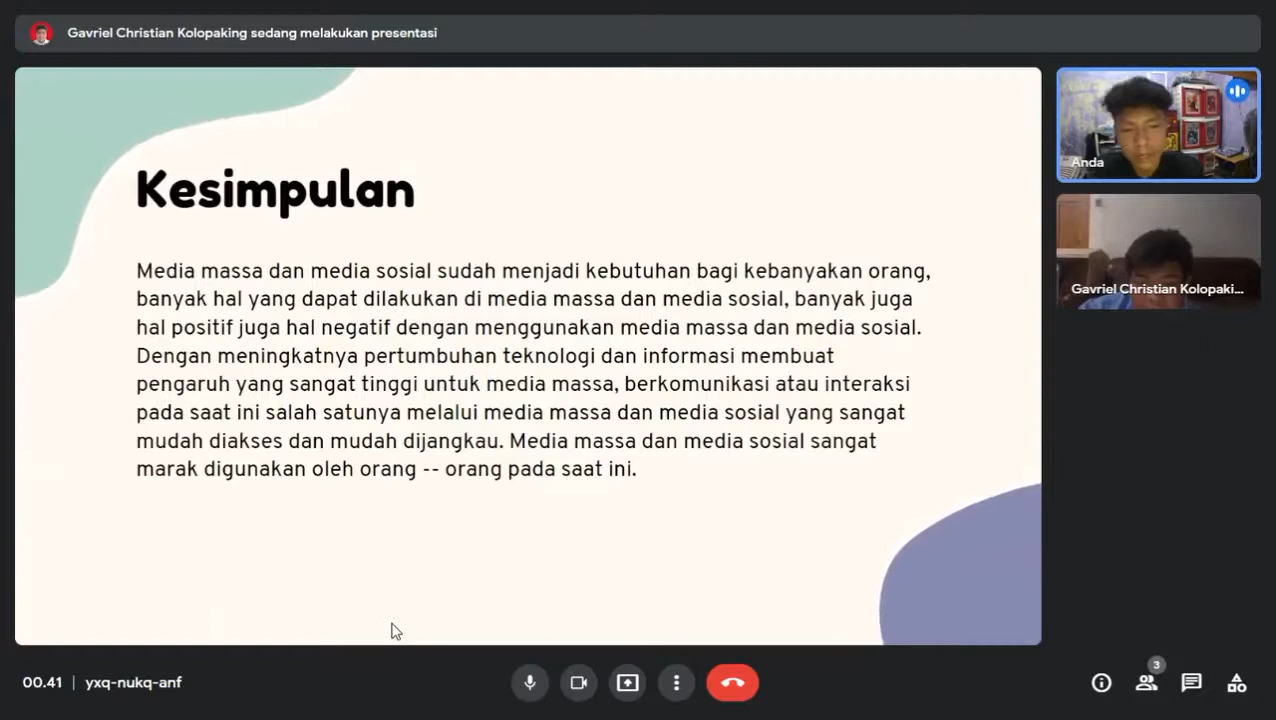 Gavriel Christian Kolopaking sedang melakukan presentasi
Kesimpulan
Media massa dan media sosial sudah menjadi kebutuhan bagi kebanyakan orang,
banyak hal yang dapat dilakukan di media massa dan media sosial, banyak juga
hal positif juga hal negatif dengan menggunakan media massa dan media sosial.
Dengan meningkatnya pertumbuhan teknologi dan informasi membuat
pengaruh yang sangat tinggi untuk media massa, berkomunikasi atau interaksi
pada saat ini salah satunya melalui media massa dan media sosial yang sangat
mudah diakses dan mudah dijangkau. Media massa dan media sosial sangat
marak digunakan oleh orang -- orang pada saat ini.
Anda
Gavriel Christian Kolopaki...
00.41 | yxq-nukq-anf
3